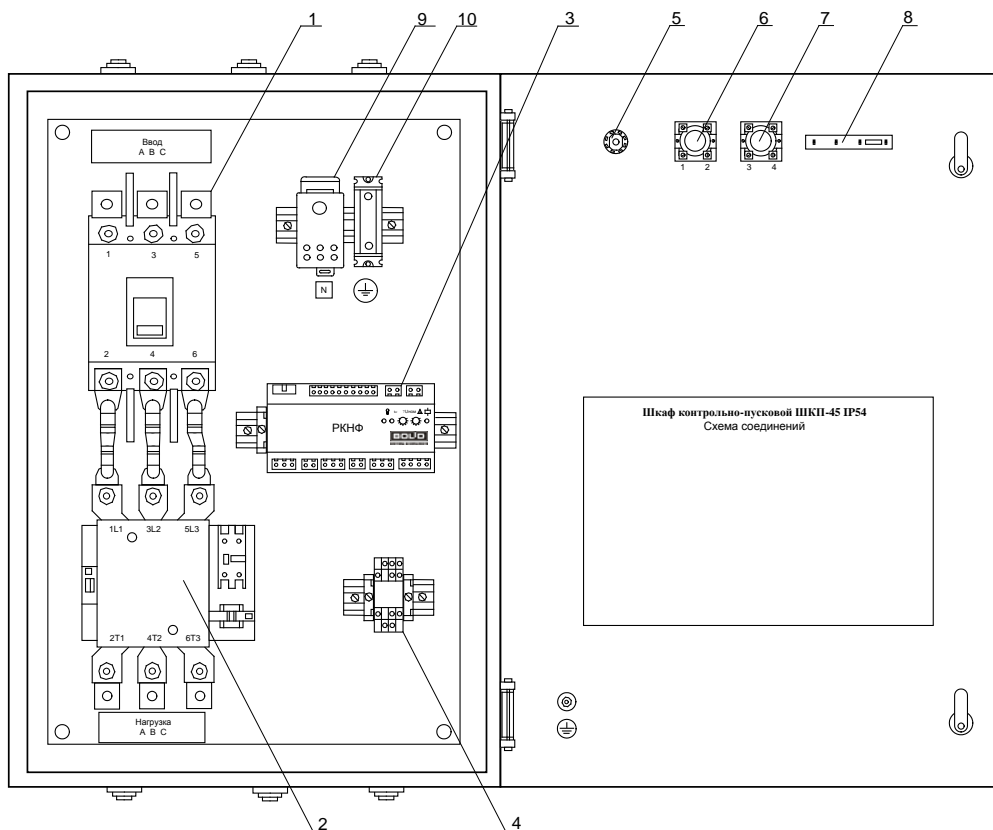 1 9 10 3 5 6 7 8
Ввод
А В С
1 3 5
1 2 3 4
N
2 4 6
РКНФ
Шкаф контрольно-пусковой ШКП-45 IP54
Схема соединений
1L1 3L2 5L3
2T1 4T2 6T3
Нагрузка
А В С
2 4